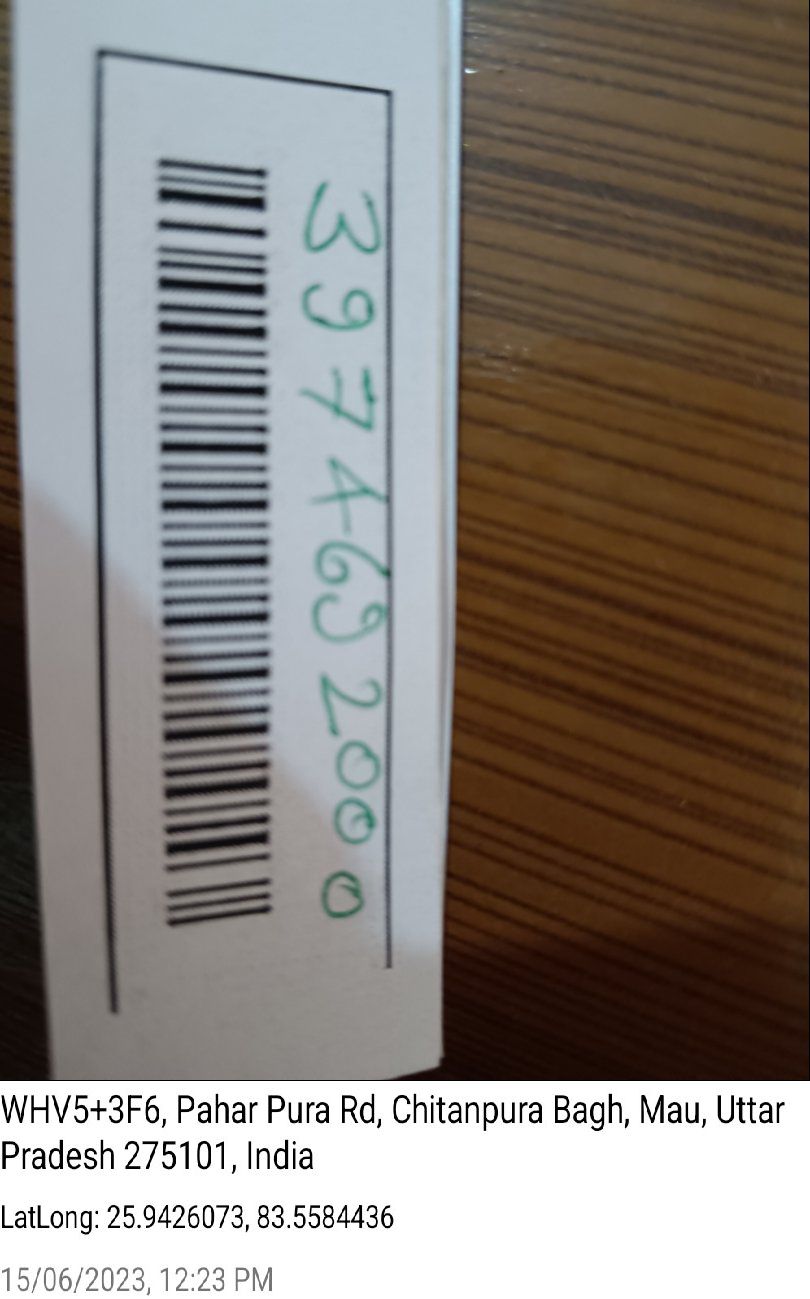 3974692000
WHV5+3F6, Pahar Pura Rd, Chitanpura Bagh, Mau, Uttar
Pradesh 275101, India
LatLong: 25.9426073, 83.5584436
15/06/2023, 12:23 PM